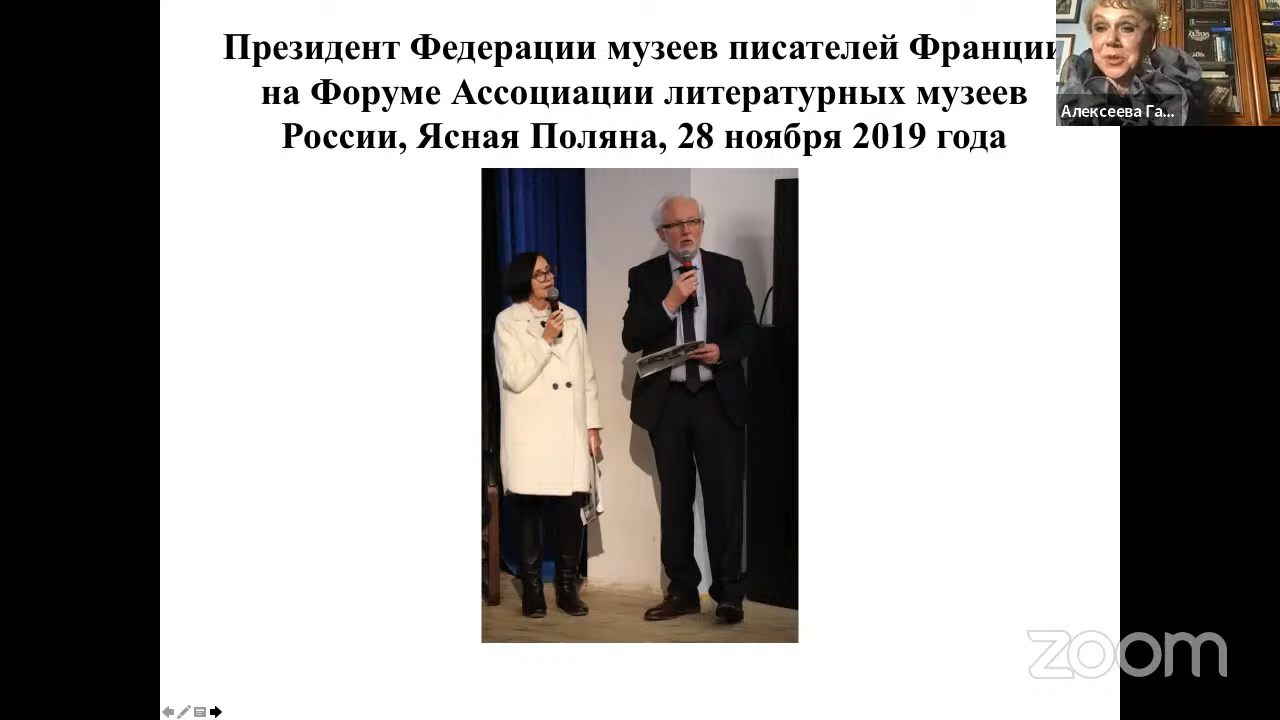 Президент Федерации музеев писателей Франции
на Форуме Ассоциации литературных музеев
России, Ясная Поляна, 28 ноября 2019 года
Алексеева Га...
zoom